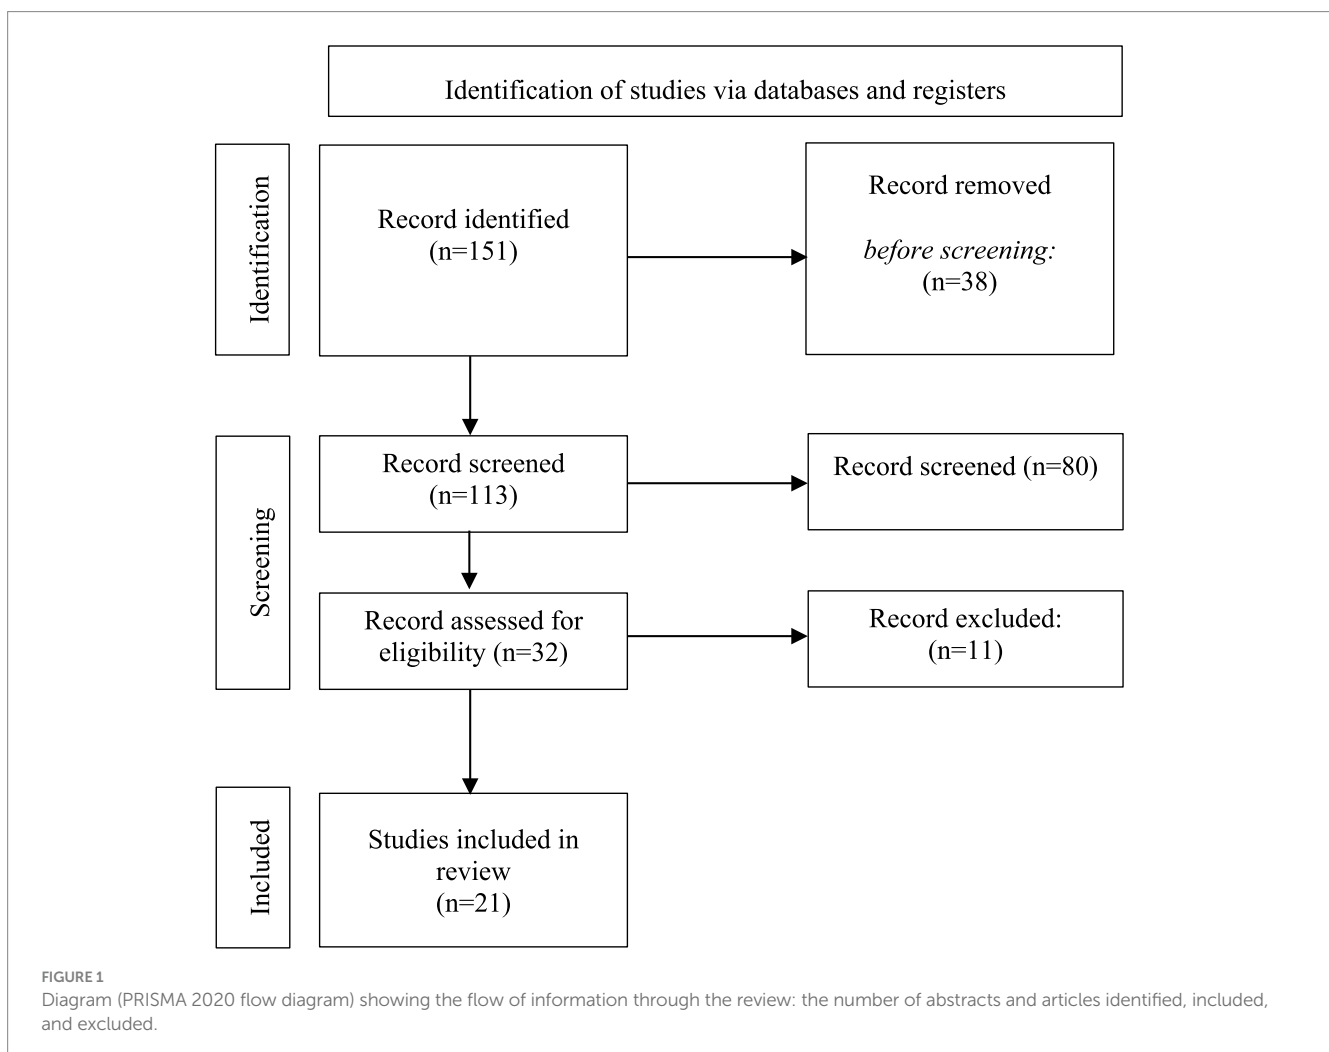 Identification of studies via databases and registers
Identification
Record identified
(n=151)
Record removed
before screening:
(n=38)
Screening
Record screened
(n=113)
Record screened (n=80)
Record assessed for
eligibility (n=32)
Record excluded:
(n=11)
Included
Studies included in
review
(n=21)
FIGURE 1
Diagram (PRISMA 2020 flow diagram) showing the flow of information through the review: the number of abstracts and articles identified, included,
and excluded.